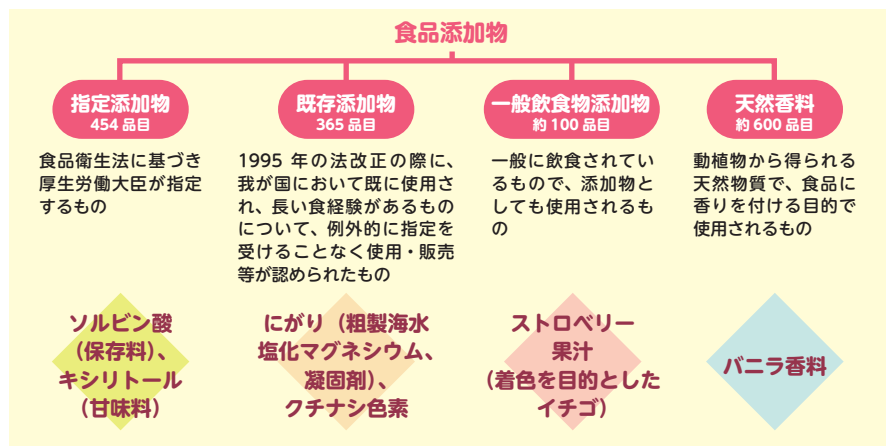 食品添加物
指定添加物
454 品目
食品衛生法に基づき
厚生労働大臣が指定
するもの
ソルビン酸
（保存料）、
キシリトール
（甘味料）
既存添加物
365 品目
1995 年の法改正の際に、
我が国において既に使用さ
れ、長い食経験があるもの
について、例外的に指定を
受けることなく使用・販売
等が認められたもの
にがり（粗製海水
塩化マグネシウム、
凝固剤）、
クチナシ色素
一般飲食物添加物
約 100 品目
一般に飲食されてい
るもので、添加物と
しても使用されるも
の
ストロベリー
果汁
（着色を目的とした
イチゴ）
天然香料
約 600 品目
動植物から得られる
天然物質で、食品に
香りを付ける目的で
使用されるもの
バニラ香料